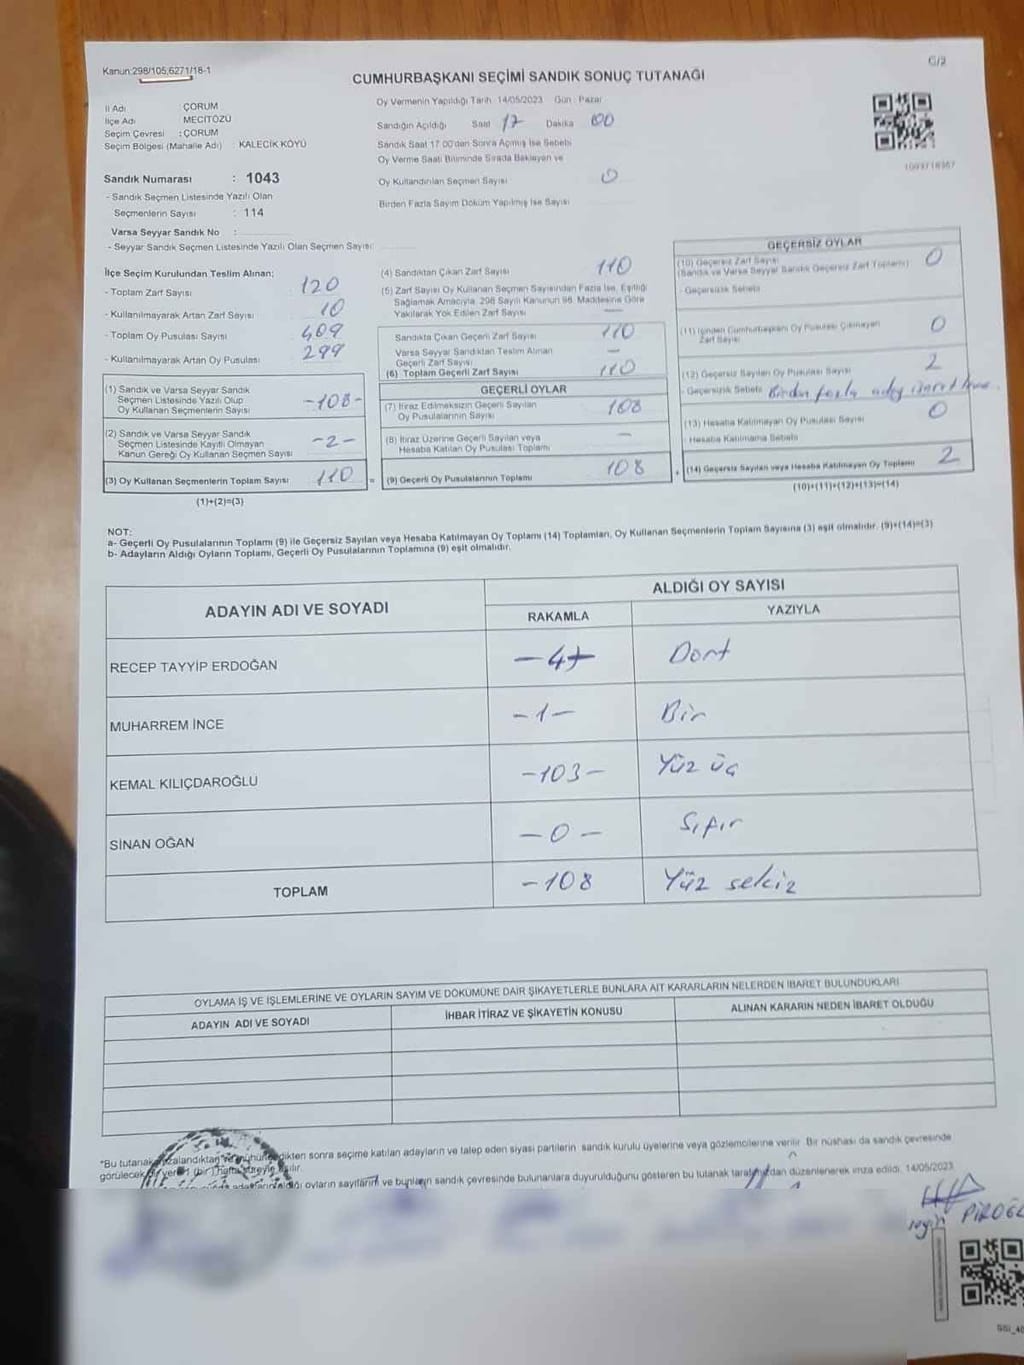 Kanun:298/105,6271/18-1
CUMHURBAŞKANI SEÇİMİ SANDIK SONUÇ TUTANAĞI
C/2
İl Adı : ÇORUM
İlçe Adı : MECİTÖZÜ
Seçim Çevresi : ÇORUM
Seçim Bölgesi (Mahalle Adı) : KALECİK KÖYÜ
Sandık Numarası : 1043
- Sandık Seçmen Listesinde Yazılı Olan
Seçmenlerin Sayısı : 114
Varsa Seyyar Sandık No :
- Seyyar Sandık Seçmen Listesinde Yazılı Olan Seçmen Sayısı:
Oy Vermenin Yapıldığı Tarih 14/05/2023 Gün : Pazar
Sandığın Açıldığı Saat 17 Dakika 00
Sandık Saat 17.00'den Sonra Açılmış İse Sebebi
Oy Verme Saati Bitiminde Sırada Bekleyen ve
Oy Kullandırılan Seçmen Sayısı 0
Birden Fazla Sayım Döküm Yapılmış İse Sayısı
İlçe Seçim Kurulundan Teslim Alınan;
- Toplam Zarf Sayısı 120
- Kullanılmayarak Artan Zarf Sayısı 10
- Toplam Oy Pusulası Sayısı 409
- Kullanılmayarak Artan Oy Pusulası 299
(1) Sandık ve Varsa Seyyar Sandık
Seçmen Listesinde Yazılı Olup
Oy Kullanan Seçmenlerin Sayısı -108-
(2) Sandık ve Varsa Seyyar Sandık
Seçmen Listesinde Kayıtlı Olmayan
Kanun Gereği Oy Kullanan Seçmen Sayısı -2-
(3) Oy Kullanan Seçmenlerin Toplam Sayısı 110 =
(1)+(2)=(3)
(4) Sandıktan Çıkan Zarf Sayısı 110
(5) Zarf Sayısı Oy Kullanan Seçmen Sayısından Fazla İse, Eşitliği
Sağlamak Amacıyla, 298 Sayılı Kanunun 98. Maddesine Göre
Yakılarak Yok Edilen Zarf Sayısı —
Sandıkta Çıkan Geçerli Zarf Sayısı 110
Varsa Seyyar Sandıktan Teslim Alınan
Geçerli Zarf Sayısı —
(6) Toplam Geçerli Zarf Sayısı 110
GEÇERLİ OYLAR
(7) İtiraz Edilmeksizin Geçerli Sayılan
Oy Pusulalarının Sayısı 108
(8) İtiraz Üzerine Geçerli Sayılan veya
Hesaba Katılan Oy Pusulası Toplamı —
(9) Geçerli Oy Pusulalarının Toplamı 108 +
GEÇERSİZ OYLAR
(10) Geçersiz Zarf Sayısı
(Sandık ve Varsa Seyyar Sandık Geçersiz Zarf Toplamı) 0
- Geçersizlik Sebebi
(11) İçinden Cumhurbaşkanı Oy Pusulası Çıkmayan
Zarf Sayısı 0
(12) Geçersiz Sayılan Oy Pusulası Sayısı 2
- Geçersizlik Sebebi Birden fazla aday
(13) Hesaba Katılmayan Oy Pusulası Sayısı 0
- Hesaba Katılmama Sebebi
(14) Geçersiz Sayılan veya Hesaba Katılmayan Oy Toplamı 2
(10)+(11)+(12)+(13)=(14)
NOT:
a- Geçerli Oy Pusulalarının Toplamı (9) ile Geçersiz Sayılan veya Hesaba Katılmayan Oy Toplamı (14) Toplamları, Oy Kullanan Seçmenlerin Toplam Sayısına (3) eşit olmalıdır. (9)+(14)=(3)
b- Adayların Aldığı Oyların Toplamı, Geçerli Oy Pusulalarının Toplamına (9) eşit olmalıdır.
ADAYIN ADI VE SOYADI
ALDIĞI OY SAYISI
RAKAMLA YAZIYLA
RECEP TAYYİP ERDOĞAN -4- Dört
MUHARREM İNCE -1- Bir
KEMAL KILIÇDAROĞLU -103- Yüz üç
SİNAN OĞAN -0- Sıfır
TOPLAM -108 Yüz sekiz
OYLAMA İŞ VE İŞLEMLERİNE VE OYLARIN SAYIM VE DÖKÜMÜNE DAİR ŞİKAYETLERLE BUNLARA AİT KARARLARIN NELERDEN İBARET BULUNDUKLARI
ADAYIN ADI VE SOYADI İHBAR İTİRAZ VE ŞİKAYETİN KONUSU ALINAN KARARIN NEDEN İBARET OLDUĞU
sonra seçime katılan adayların ve talep eden siyasi partilerin sandık kurulu üyelerine veya gözlemcilerine verilir. Bir nüshası da sandık çevresinde
görülecek bir yere 1 (bir) hafta süreyle asılır.
oyların sayılarını ve bunların sandık çevresinde bulunanlara duyurulduğunu gösteren bu tutanak tarafımızdan düzenlenerek imza edildi. 14/05/2023